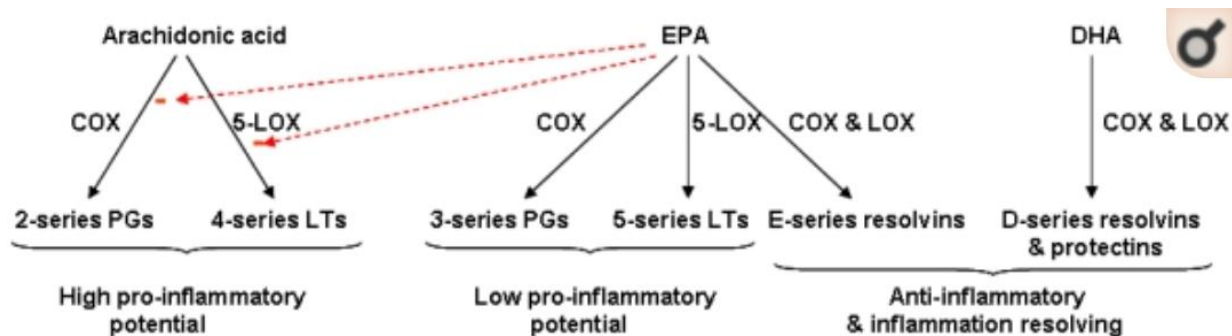 Arachidonic acid EPA DHA
COX 5-LOX COX 5-LOX COX & LOX COX & LOX
2-series PGs 4-series LTs 3-series PGs 5-series LTs E-series resolvins D-series resolvins
& protectins
High pro-inflammatory Low pro-inflammatory Anti-inflammatory
potential potential & inflammation resolving